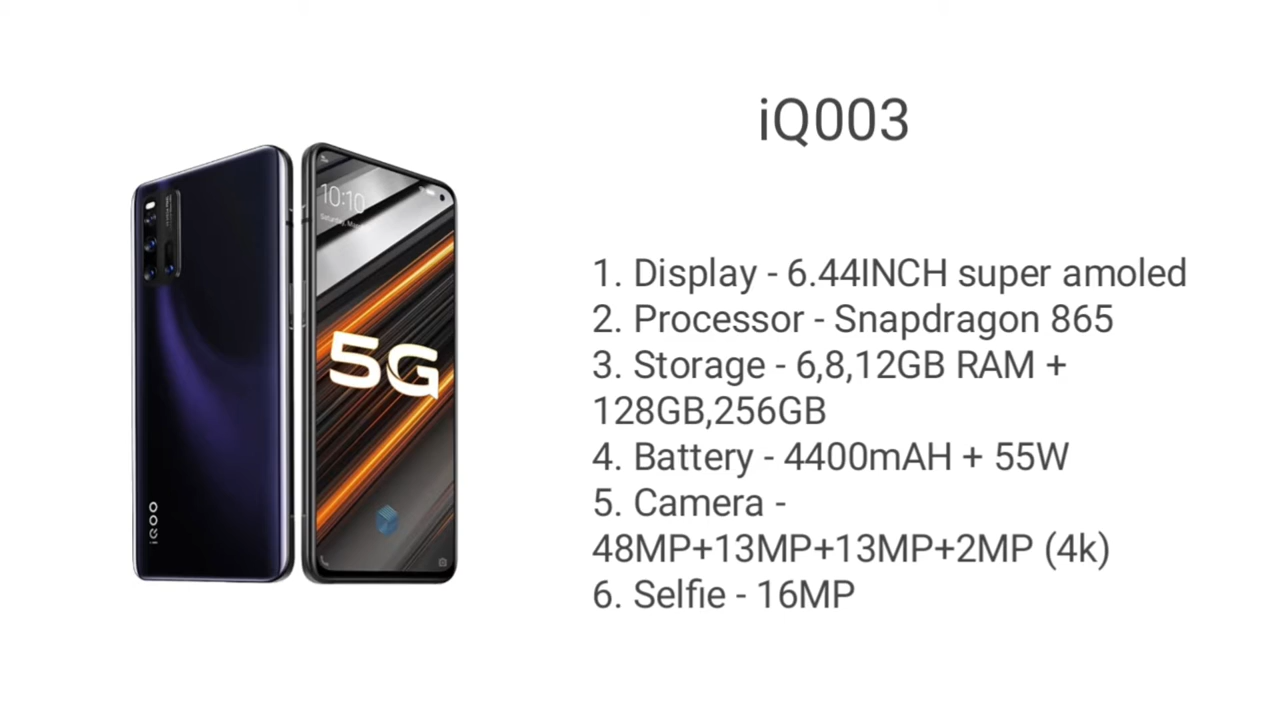 iQ003
10:10
5G
iQOO
1. Display - 6.44INCH super amoled
2. Processor - Snapdragon 865
3. Storage - 6,8,12GB RAM +
128GB,256GB
4. Battery - 4400mAH + 55W
5. Camera -
48MP+13MP+13MP+2MP (4k)
6. Selfie - 16MP